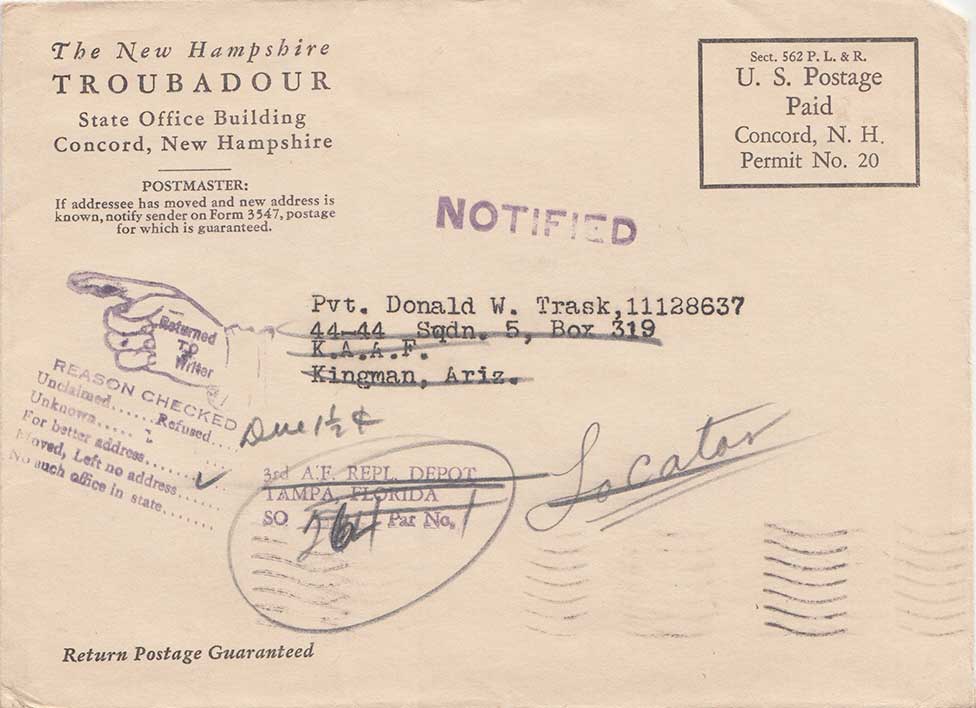 The New Hampshire
TROUBADOUR
State Office Building
Concord, New Hampshire
POSTMASTER:
If addressee has moved and new address is
known, notify sender on Form 3547, postage
for which is guaranteed.
Sect. 562 P. L. & R.
U. S. Postage
Paid
Concord, N. H.
Permit No. 20
NOTIFIED
Pvt. Donald W. Trask,11128637
44-44 Sqdn. 5, Box 319
K.A.A.F.
Kingman, Ariz.
Returned
TO
Writer
REASON CHECKED
Unclaimed......Refused...
Unknown.....
For better address.......
Moved, Left no address......
No such office in state.......
Due 1½ ¢
3rd A.F. REPL. DEPOT
TAMPA, FLORIDA
SO 264 Par No. 1
Locator
Return Postage Guaranteed